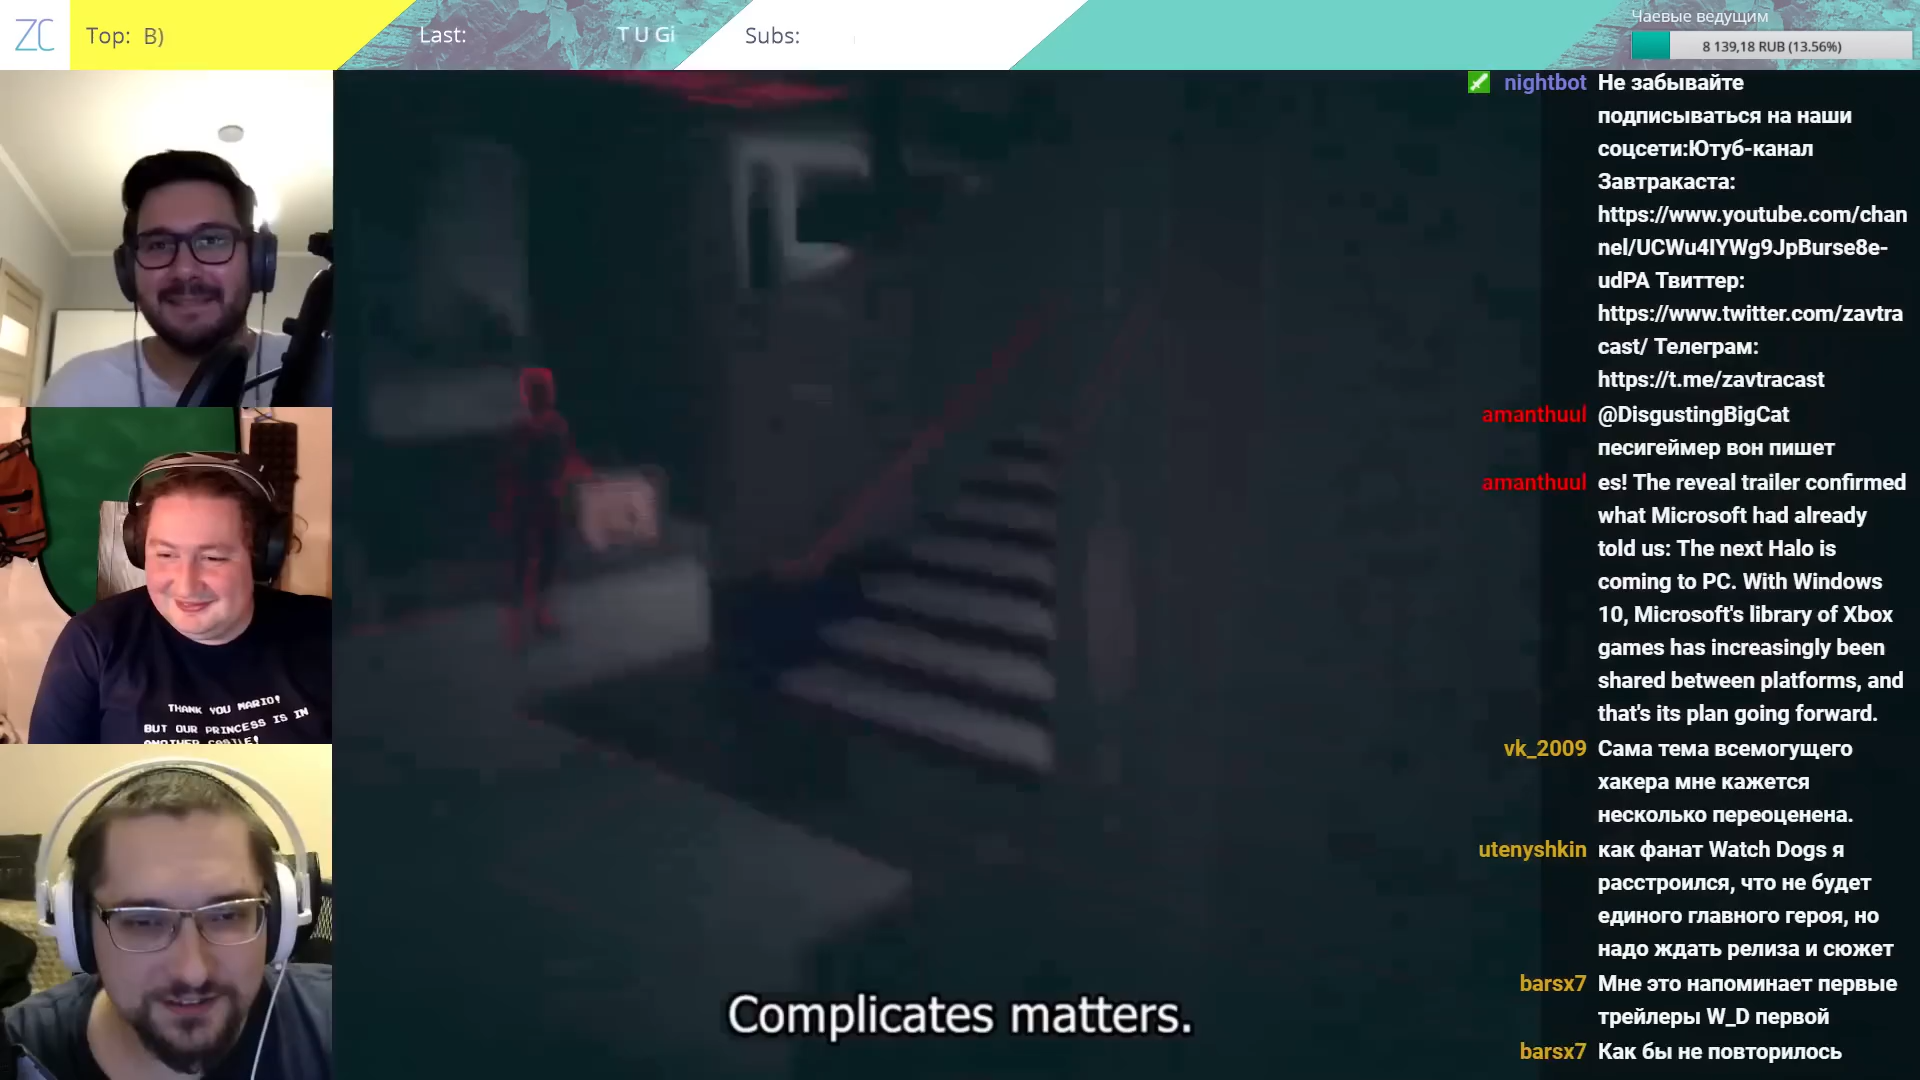 ZC Top: B) Last: T U Gi Subs:
Чаевые ведущим
8 139,18 RUB (13.56%)
nightbot Не забывайте
подписываться на наши
соцсети:Ютуб-канал
Завтракаста:
https://www.youtube.com/chan
nel/UCWu4lYWg9JpBurse8e-
udPA Твиттер:
https://www.twitter.com/zavtra
cast/ Телеграм:
https://t.me/zavtracast
amanthuul @DisgustingBigCat
песигеймер вон пишет
amanthuul es! The reveal trailer confirmed
what Microsoft had already
told us: The next Halo is
coming to PC. With Windows
10, Microsoft's library of Xbox
games has increasingly been
shared between platforms, and
that's its plan going forward.
vk_2009 Сама тема всемогущего
хакера мне кажется
несколько переоценена.
utenyshkin как фанат Watch Dogs я
расстроился, что не будет
единого главного героя, но
надо ждать релиза и сюжет
barsx7 Мне это напоминает первые
трейлеры W_D первой
barsx7 Как бы не повторилось
THANK YOU MARIO!
BUT OUR PRINCESS IS IN
ANOTHER CASTLE!
Complicates matters.